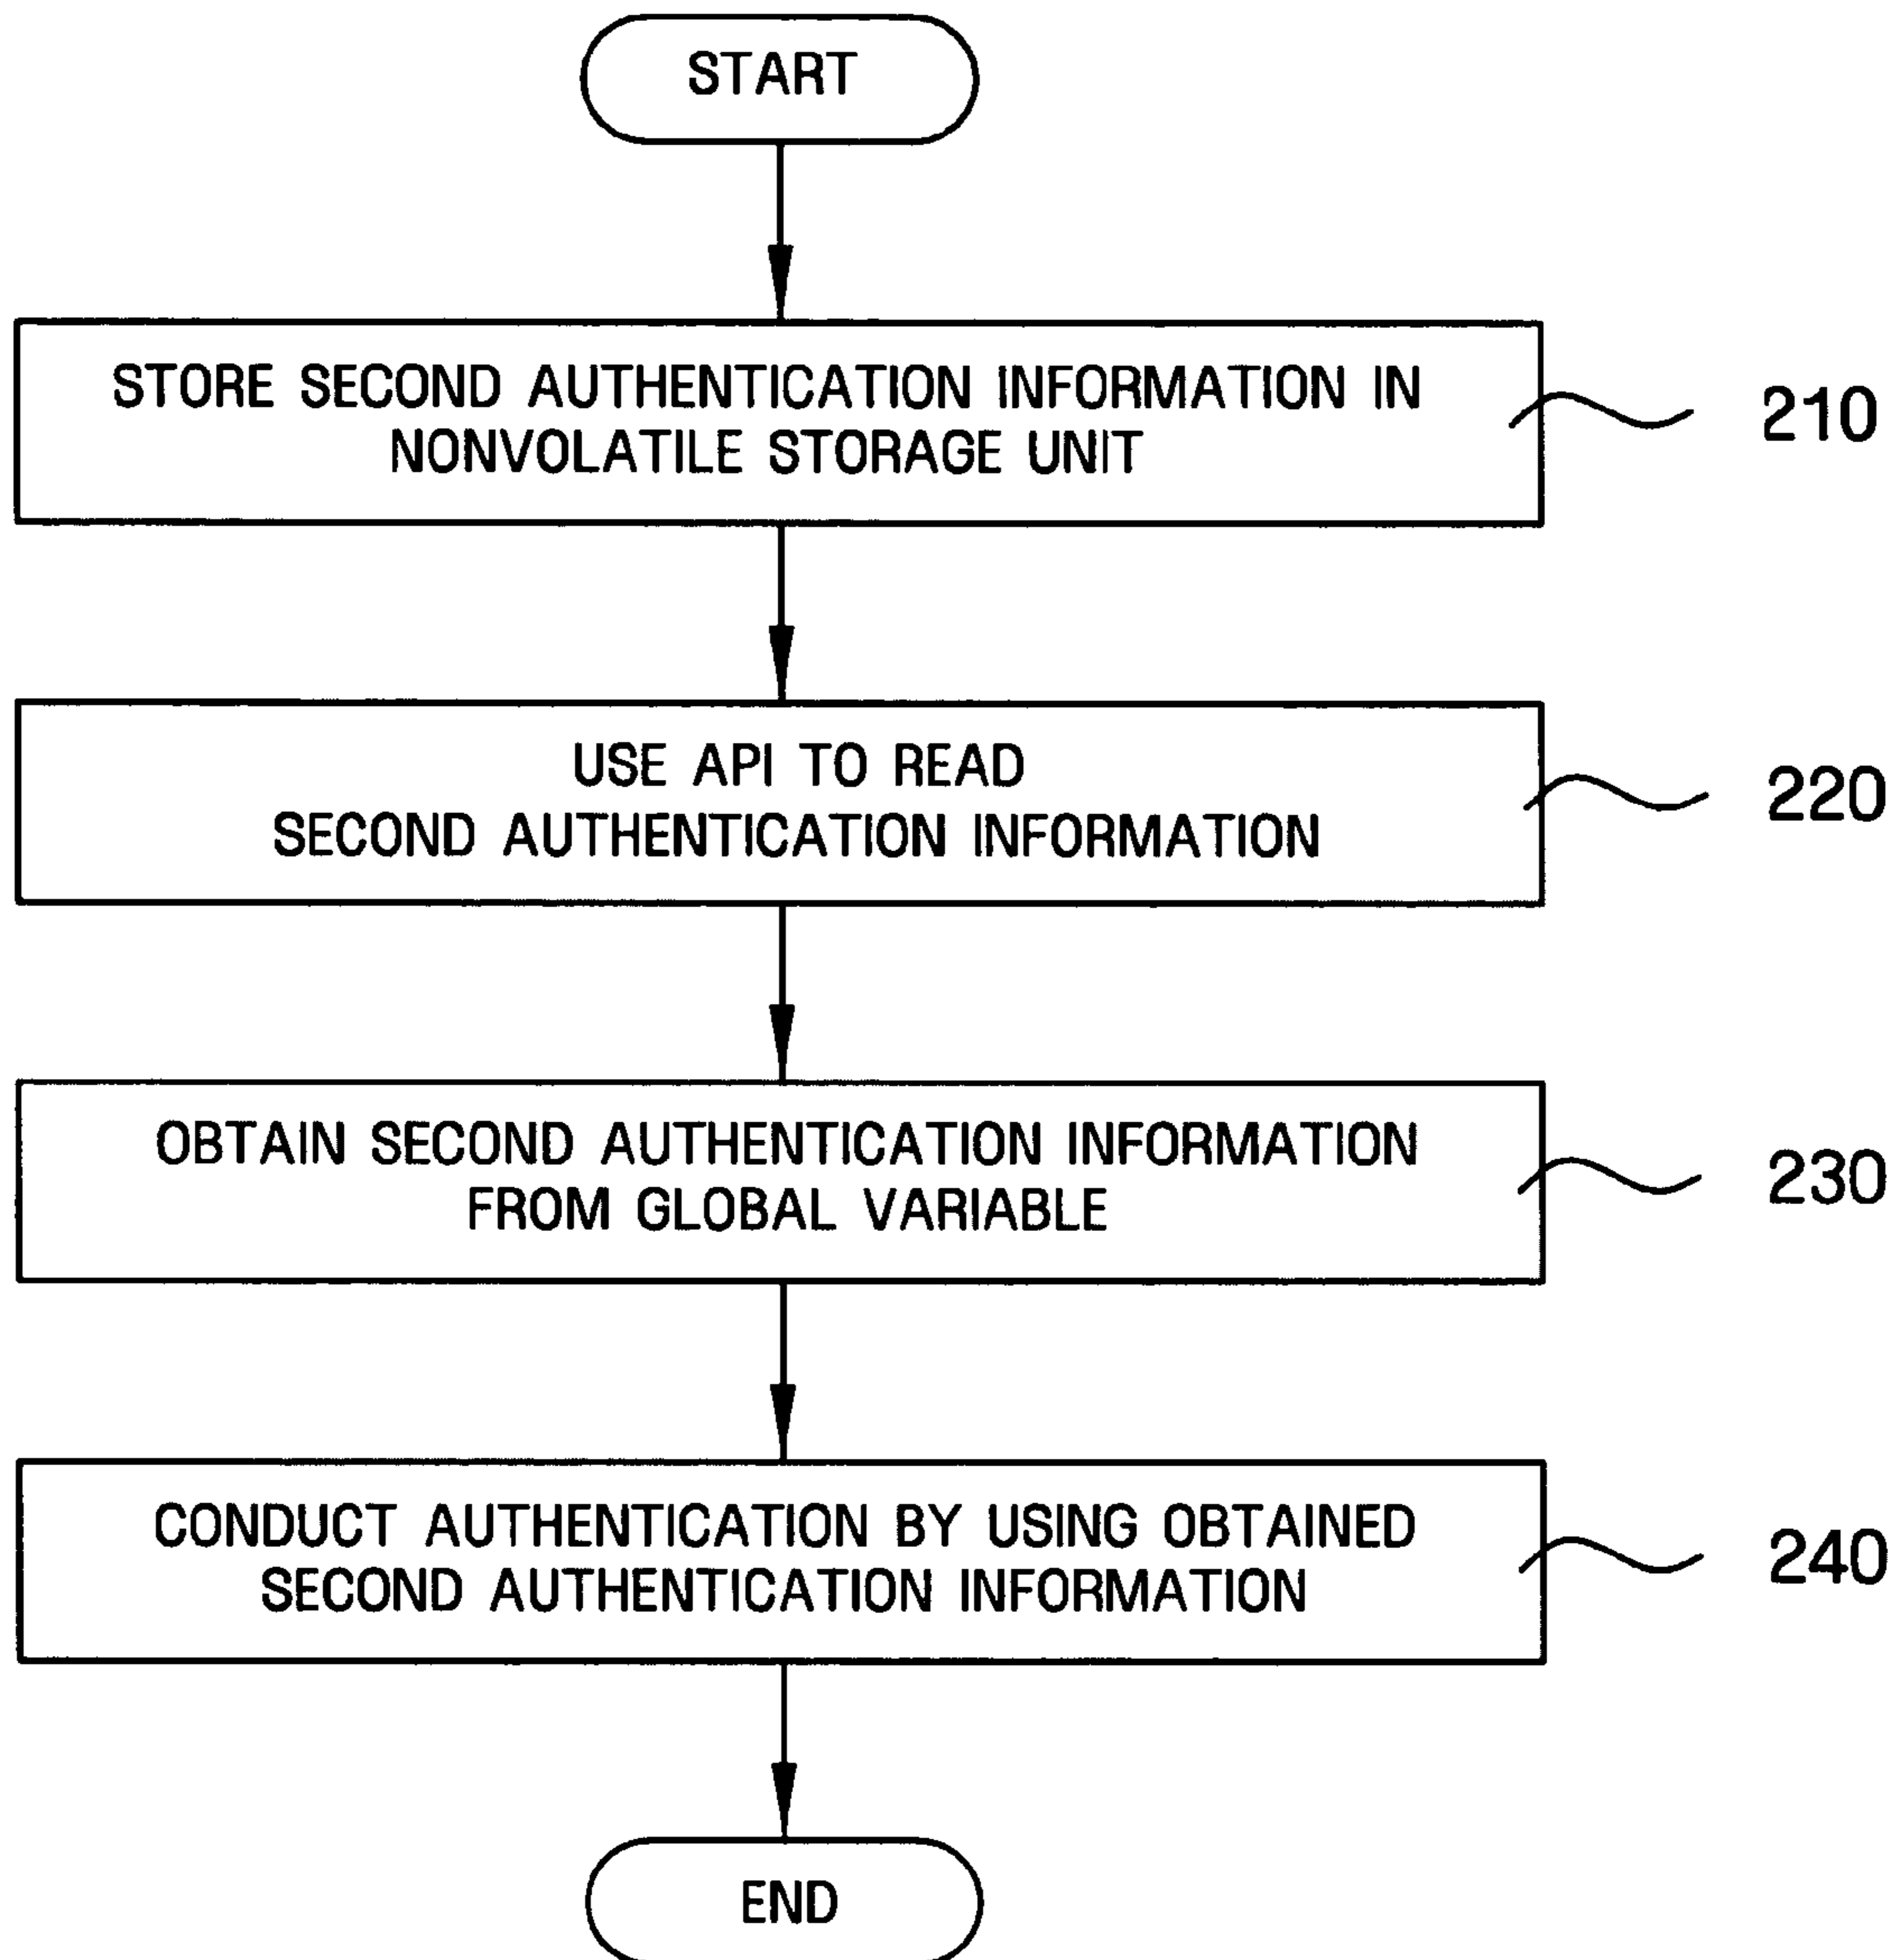 START
STORE SECOND AUTHENTICATION INFORMATION IN
NONVOLATILE STORAGE UNIT
210
USE API TO READ
SECOND AUTHENTICATION INFORMATION
220
OBTAIN SECOND AUTHENTICATION INFORMATION
FROM GLOBAL VARIABLE
230
CONDUCT AUTHENTICATION BY USING OBTAINED
SECOND AUTHENTICATION INFORMATION
240
END